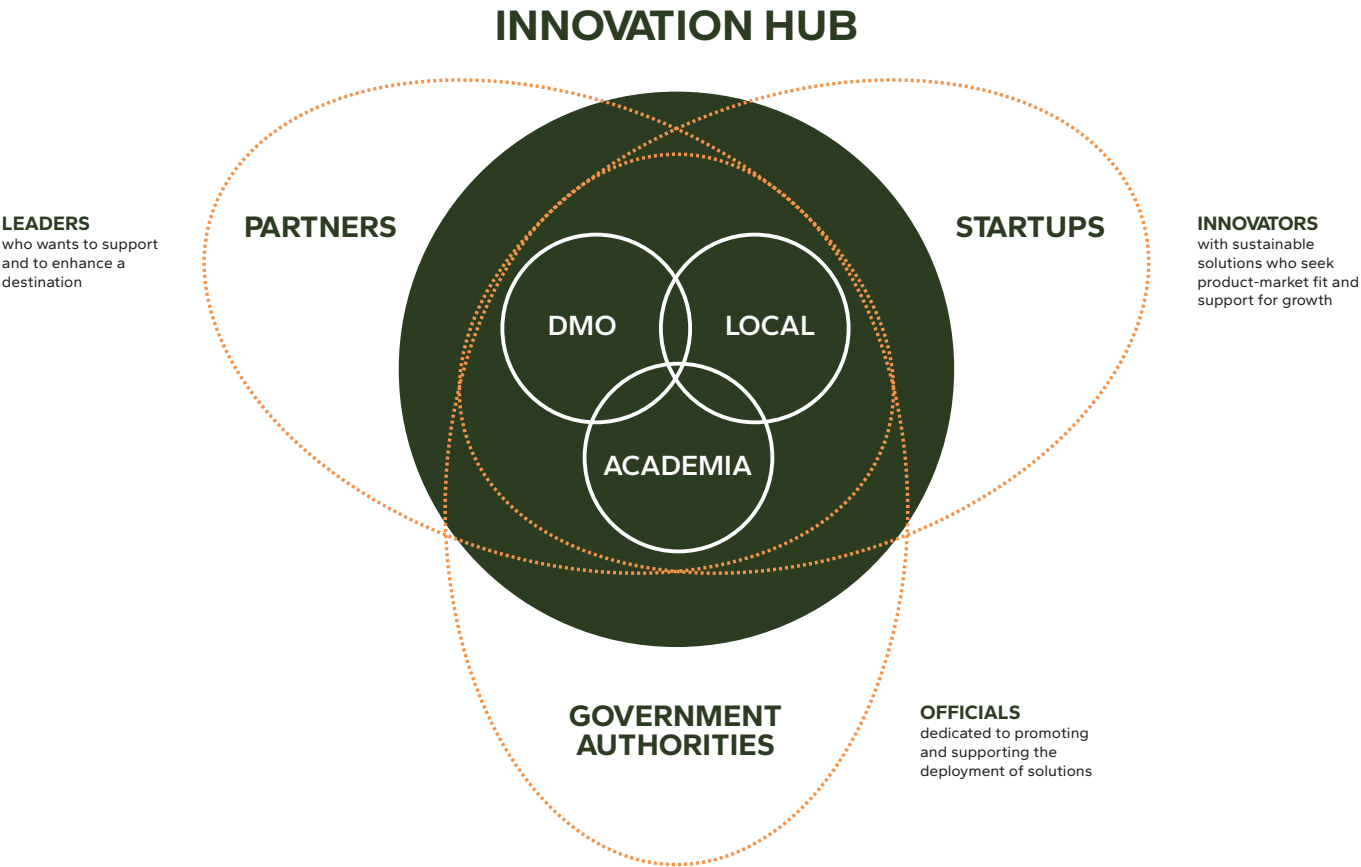 INNOVATION HUB
PARTNERS
STARTUPS
LEADERS
who wants to support
and to enhance a
destination
INNOVATORS
with sustainable
solutions who seek
product-market fit and
support for growth
DMO
LOCAL
ACADEMIA
GOVERNMENT
AUTHORITIES
OFFICIALS
dedicated to promoting
and supporting the
deployment of solutions